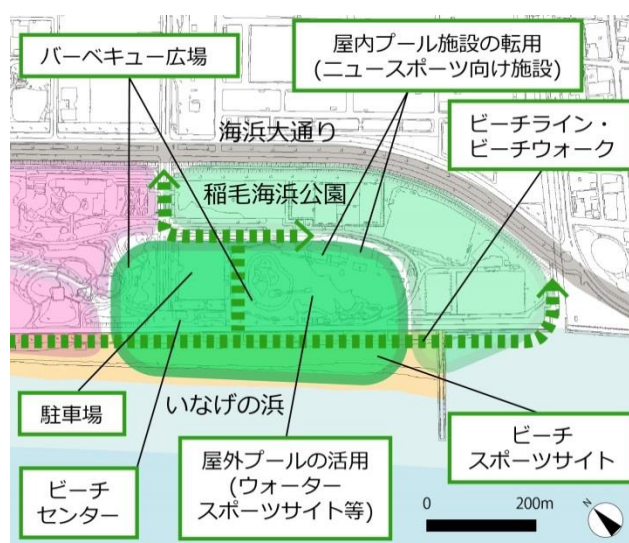 バーベキュー広場
屋内プール施設の転用
(ニュースポーツ向け施設)
海浜大通り
ビーチライン・
ビーチウォーク
稲毛海浜公園
駐車場
いなげの浜
ビーチ
センター
屋外プールの活用
(ウォーター
スポーツサイト等)
ビーチ
スポーツサイト
0
200m
N